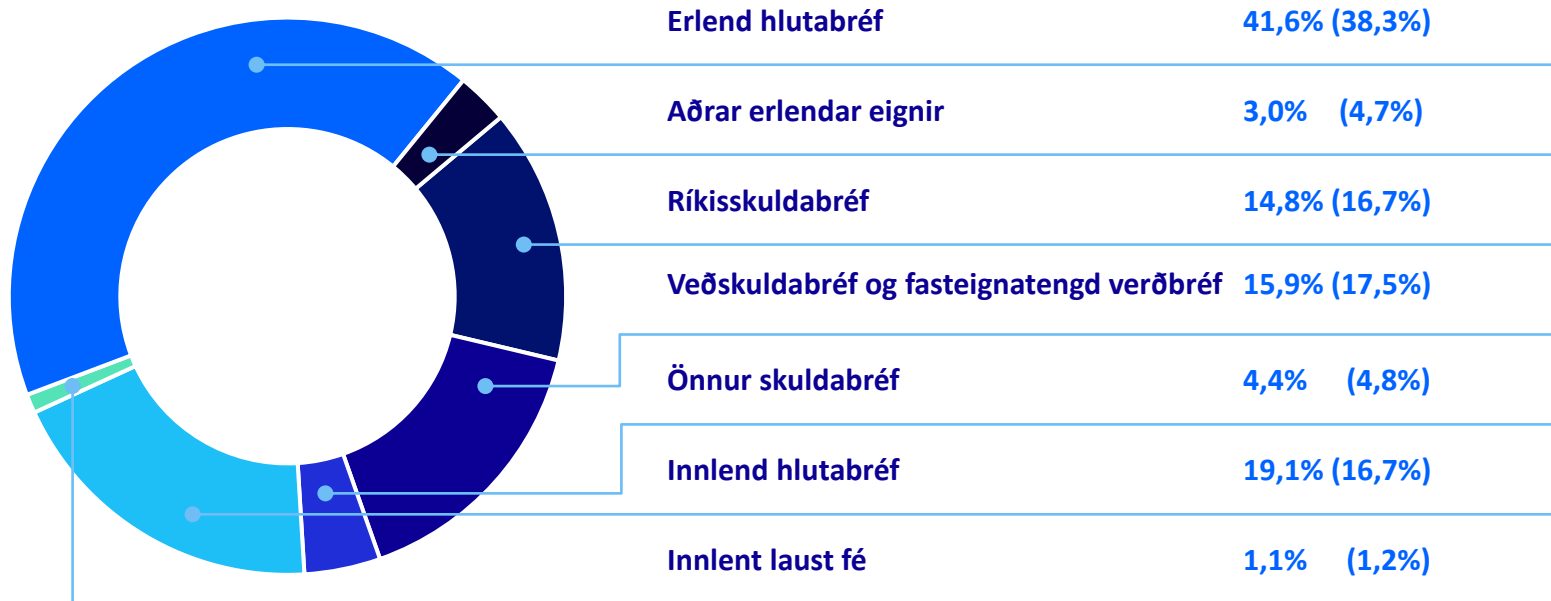 Erlend hlutabréf 41,6% (38,3%)
Aðrar erlendar eignir 3,0% (4,7%)
Ríkisskuldabréf 14,8% (16,7%)
Veðskuldabréf og fasteignatengd verðbréf 15,9% (17,5%)
Önnur skuldabréf 4,4% (4,8%)
Innlend hlutabréf 19,1% (16,7%)
Innlent laust fé 1,1% (1,2%)